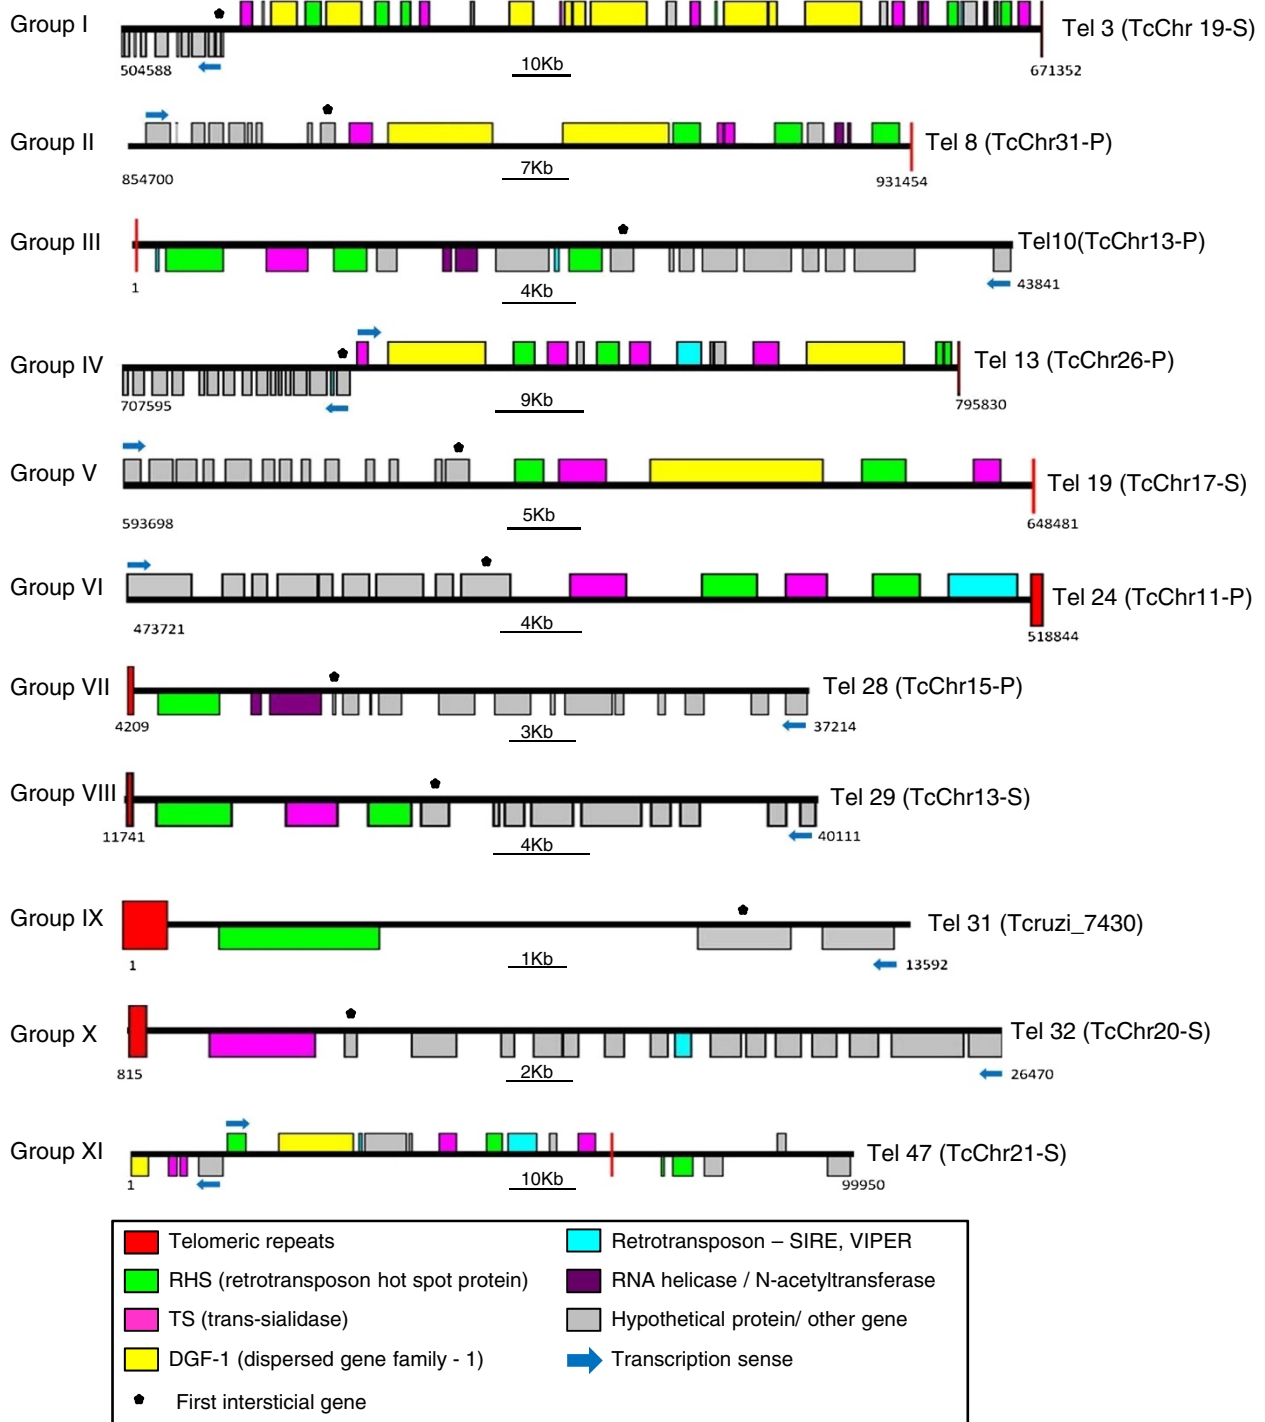 Group I
Tel 3 (TcChr 19-S)
504588
10Kb
671352
Group II
Tel 8 (TcChr31-P)
854700
7Kb
931454
Group III
Tel10(TcChr13-P)
1
4Kb
43841
Group IV
Tel 13 (TcChr26-P)
707595
9Kb
795830
Group V
Tel 19 (TcChr17-S)
593698
5Kb
648481
Group VI
Tel 24 (TcChr11-P)
473721
4Kb
518844
Group VII
Tel 28 (TcChr15-P)
4209
3Kb
37214
Group VIII
Tel 29 (TcChr13-S)
11741
4Kb
40111
Group IX
Tel 31 (Tcruzi_7430)
1
1Kb
13592
Group X
Tel 32 (TcChr20-S)
815
2Kb
26470
Group XI
Tel 47 (TcChr21-S)
1
10Kb
99950
Telomeric repeats
RHS (retrotransposon hot spot protein)
TS (trans-sialidase)
DGF-1 (dispersed gene family - 1)
First intersticial gene
Retrotransposon – SIRE, VIPER
RNA helicase / N-acetyltransferase
Hypothetical protein/ other gene
Transcription sense